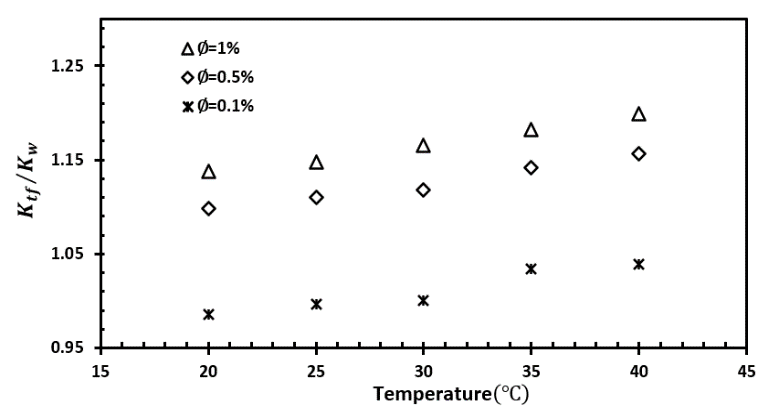 Ø=1%
Ø=0.5%
Ø=0.1%
1.25
1.15
1.05
0.95
K_tf/K_w
15 20 25 30 35 40 45
Temperature(°C)